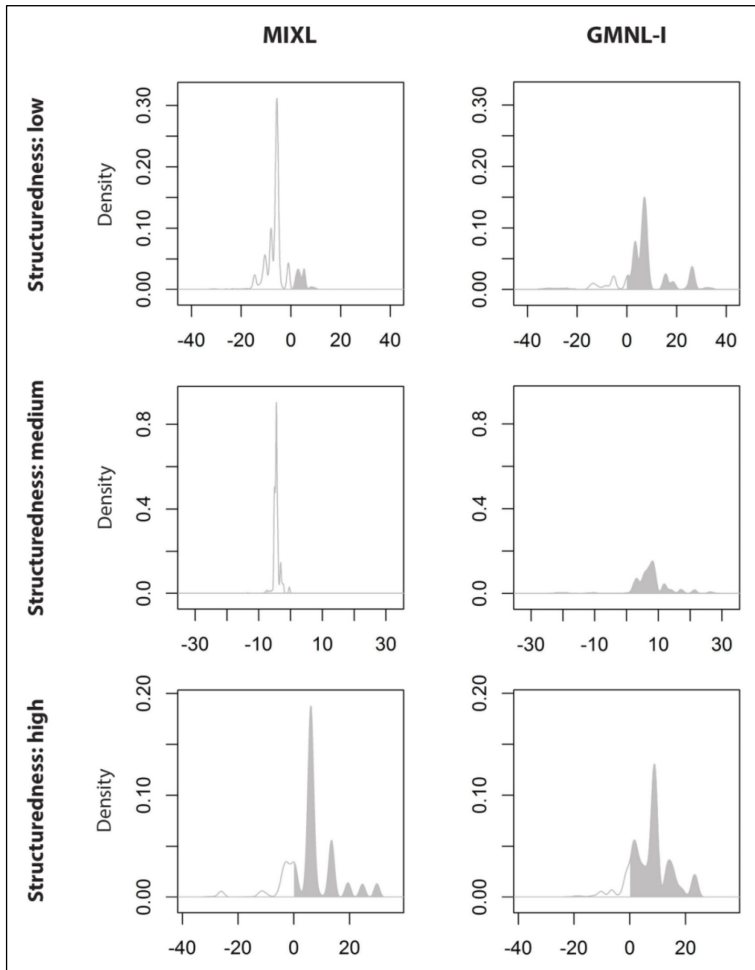 MIXL GMNL-I
Structuredness: low
Density
0.00 0.10 0.20 0.30
-40 -20 0 20 40
0.00 0.10 0.20 0.30
-40 -20 0 20 40
Structuredness: medium
Density
0.0 0.4 0.8
-30 -10 10 30
0.0 0.4 0.8
-30 -10 10 30
Structuredness: high
Density
0.00 0.10 0.20
-40 -20 0 20
0.00 0.10 0.20
-40 -20 0 20